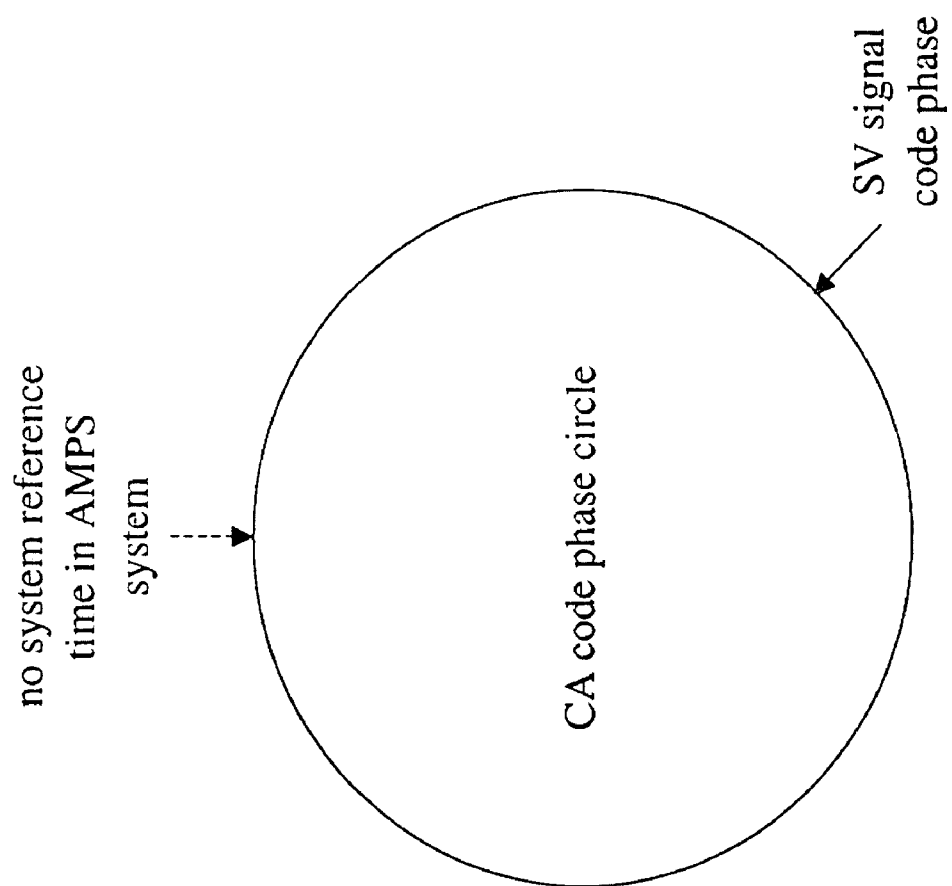 no system reference
time in AMPS
system
CA code phase circle
SV signal
code phase